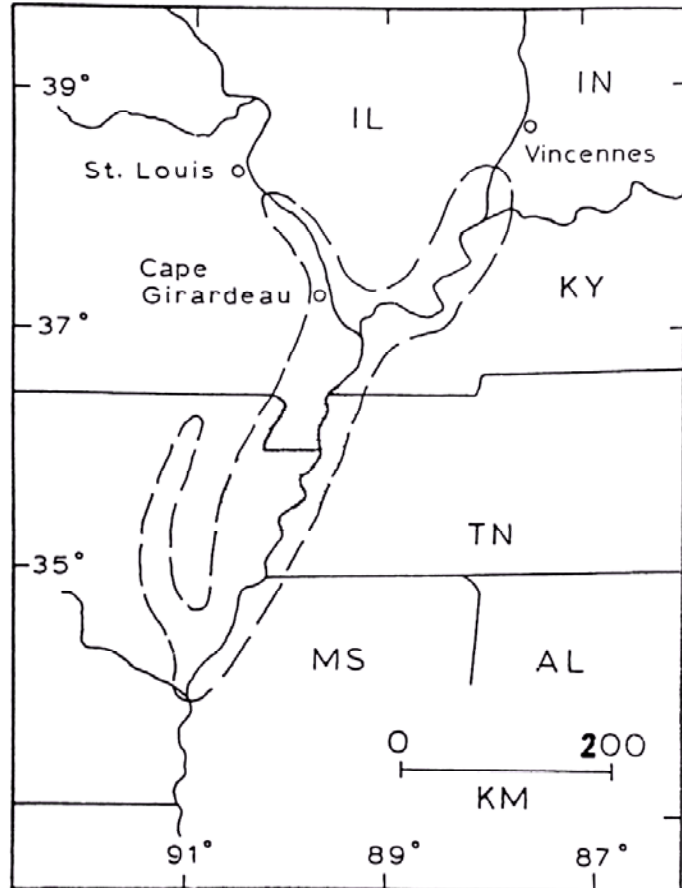 39°
IL
IN
Vincennes
St. Louis
Cape
Girardeau
KY
37°
TN
35°
MS
AL
0
200
KM
91°
89°
87°